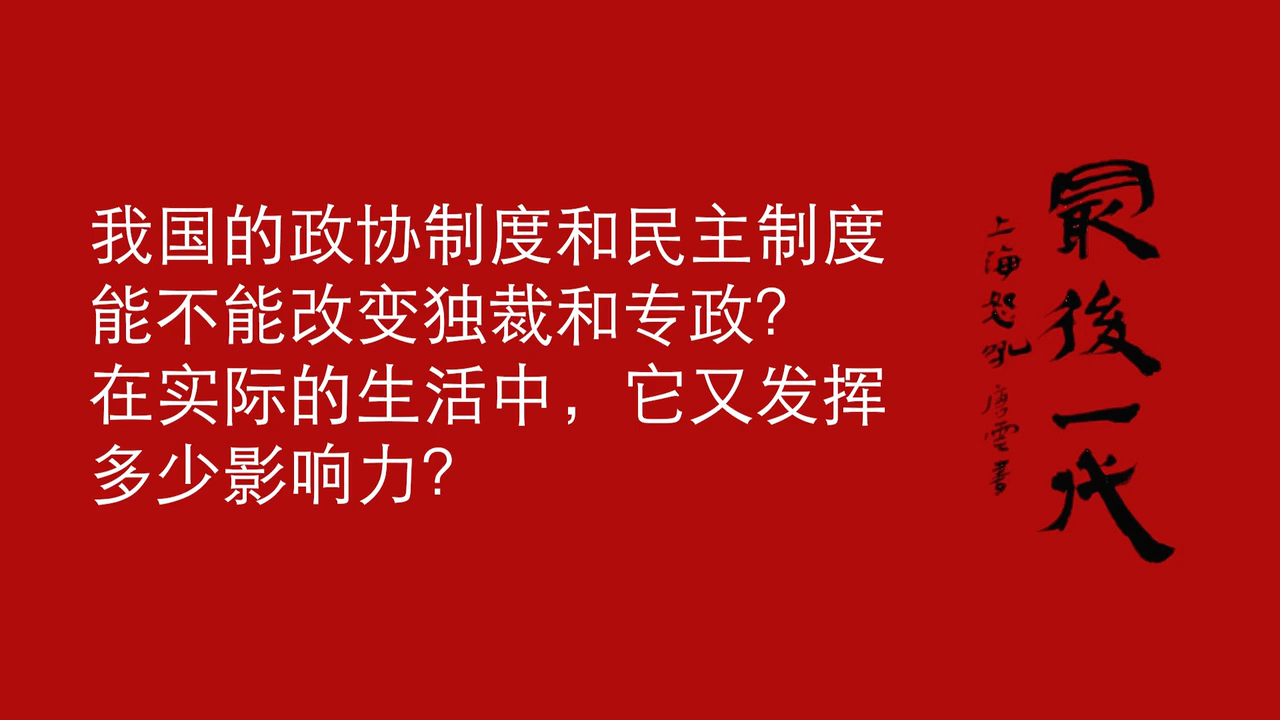 我国的政协制度和民主制度
能不能改变独裁和专政？
在实际的生活中，它又发挥
多少影响力？
最後一代
上海怒吼 唐雲書